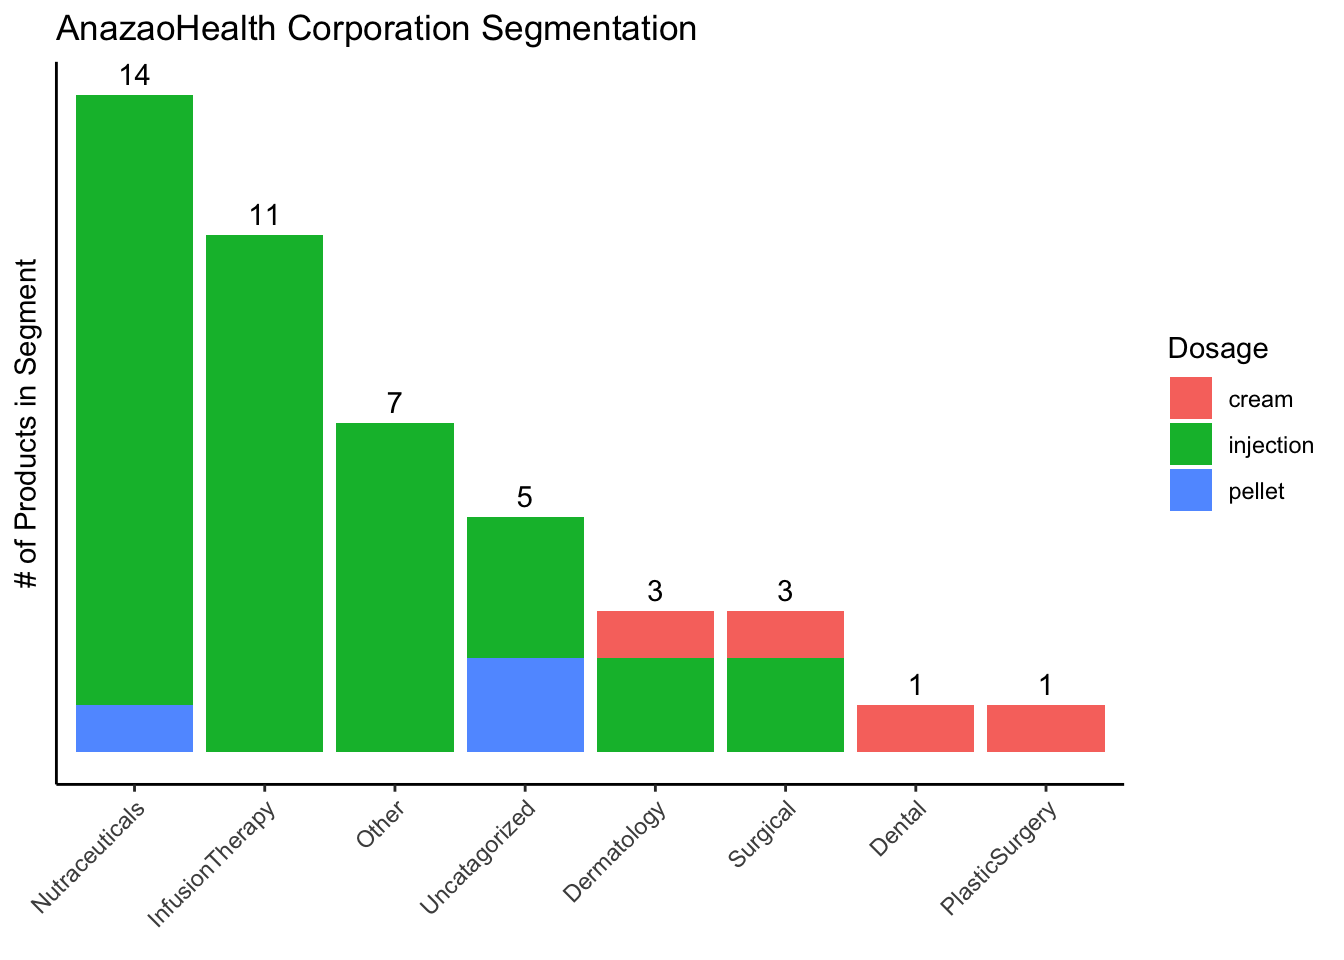 AnazaoHealth Corporation Segmentation
# of Products in Segment
14
11
7
5
3
3
1
1
Nutraceuticals
InfusionTherapy
Other
Uncatagorized
Dermatology
Surgical
Dental
PlasticSurgery
Dosage
cream
injection
pellet